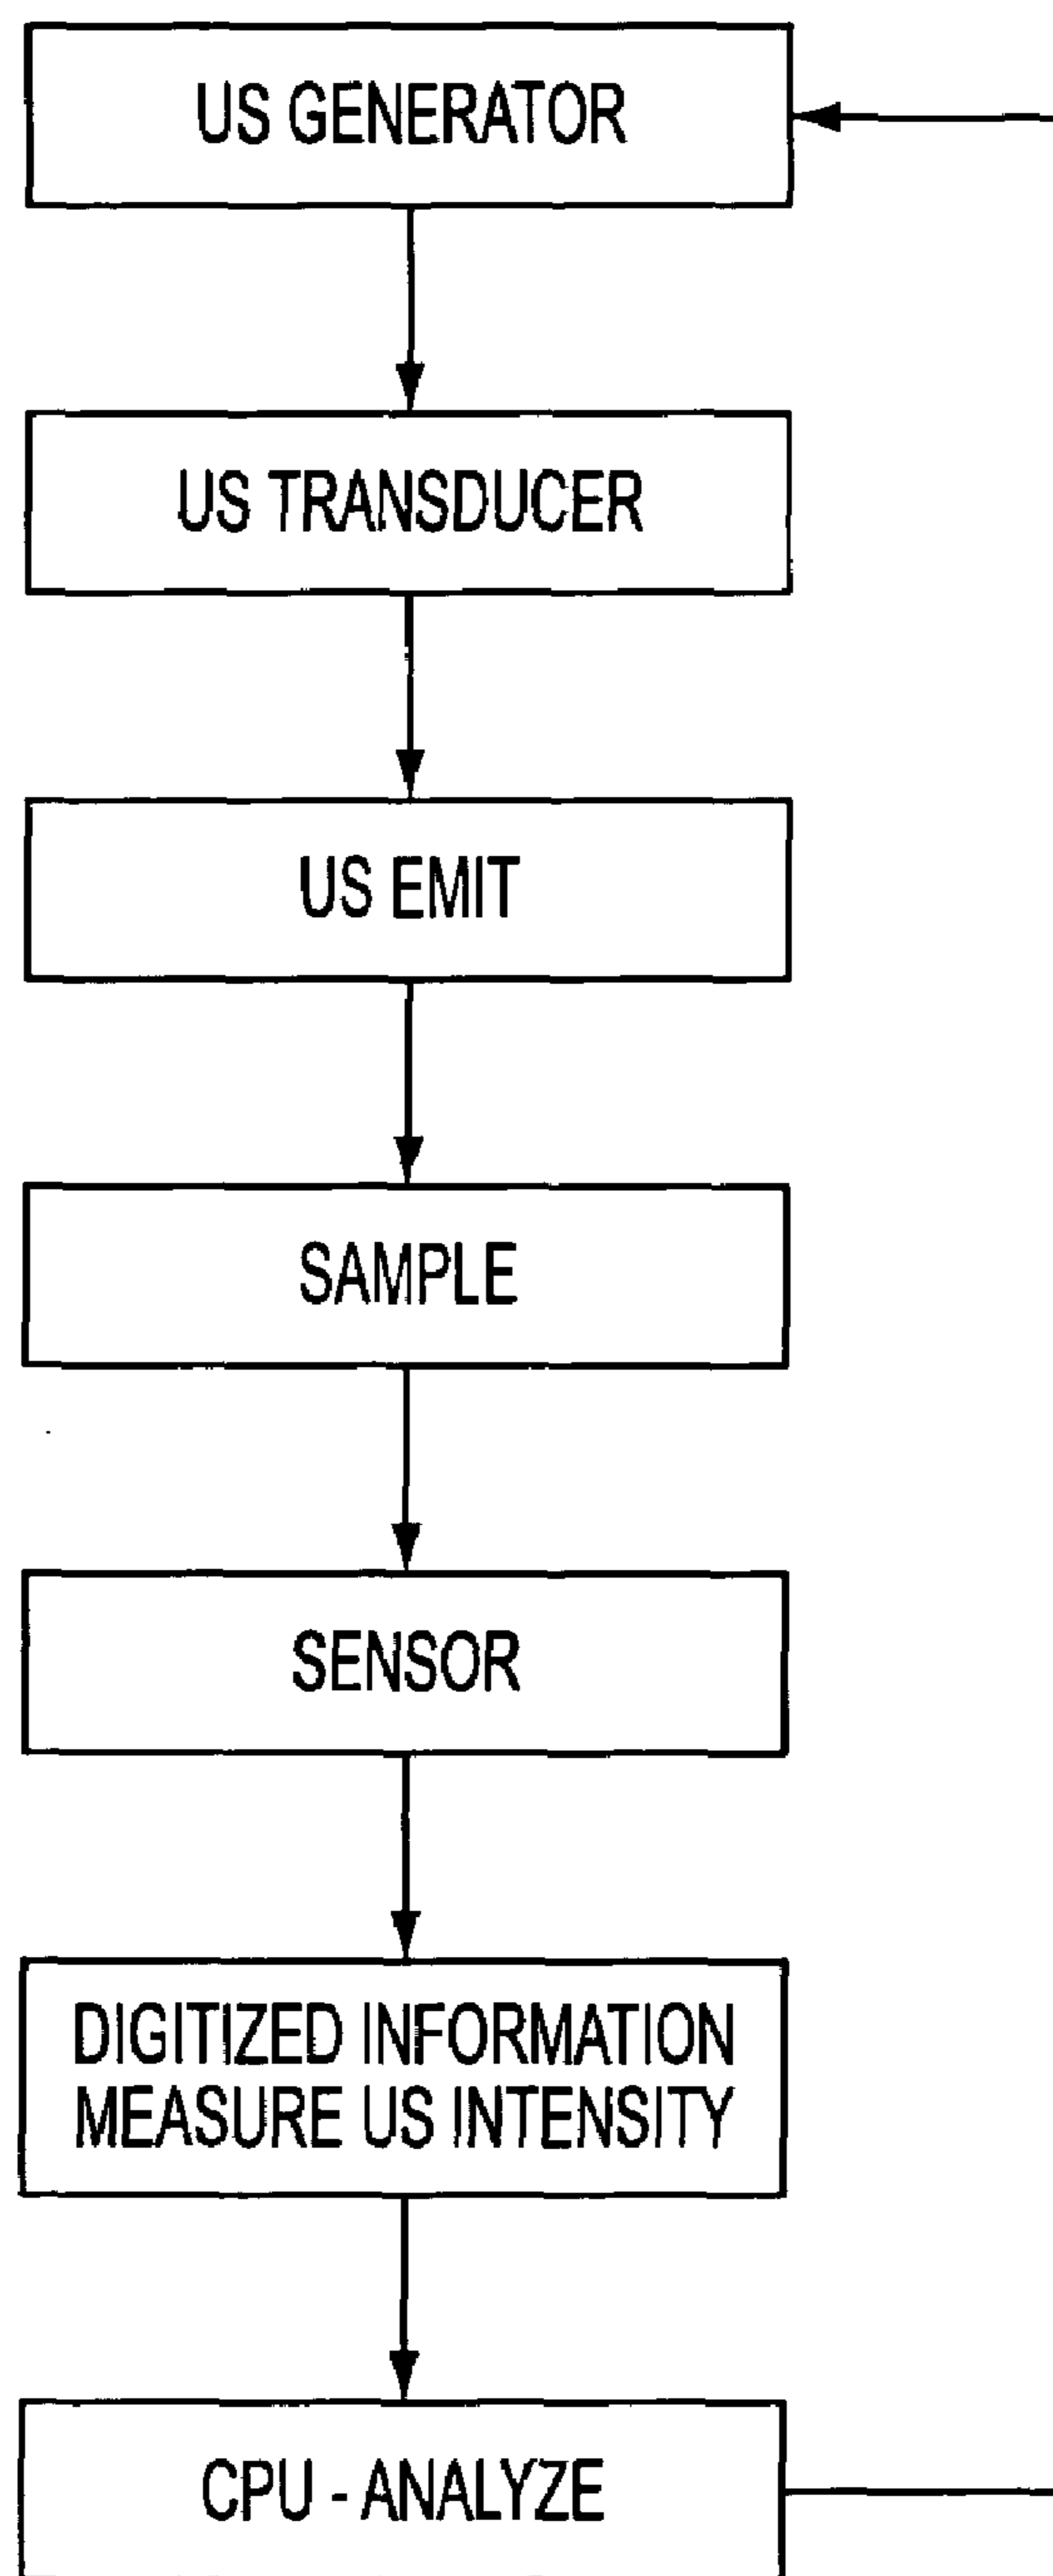 US GENERATOR
US TRANSDUCER
US EMIT
SAMPLE
SENSOR
DIGITIZED INFORMATION
MEASURE US INTENSITY
CPU - ANALYZE